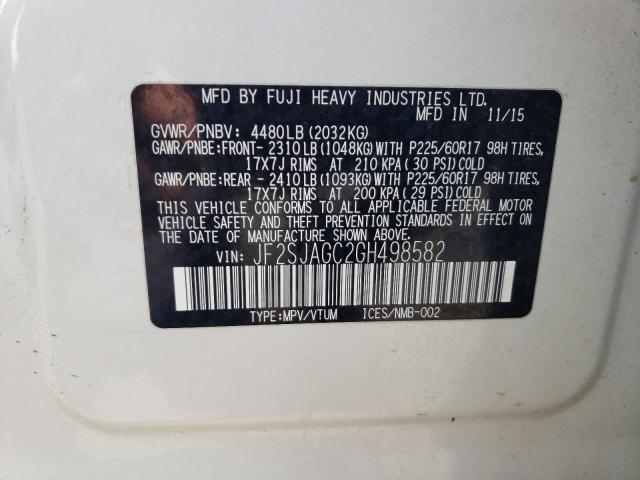 MFD BY FUJI HEAVY INDUSTRIES LTD.
MFD IN 11/15
GVWR/PNBV: 4480LB(2032KG)
GAWR/PNBE:FRONT- 2310LB(1048KG)WITH P225/60R17 98H TIRES,
17X7J RIMS AT 210 KPA(30 PSI)COLD
GAWR/PNBE:REAR - 2410LB(1093KG)WITH P225/60R17 98H TIRES,
17X7J RIMS AT 200 KPA(29 PSI)COLD
THIS VEHICLE CONFORMS TO ALL APPLICABLE FEDERAL MOTOR
VEHICLE SAFETY AND THEFT PREVENTION STANDARDS IN EFFECT ON
THE DATE OF MANUFACTURE SHOWN ABOVE.
VIN: JF2SJAGC2GH498582
TYPE:MPV/VTUM ICES/NMB-002